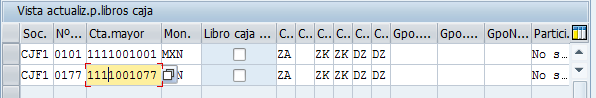 Vista actualiz.p.libros caja
Soc. Nº... Cta.mayor Mon. Libro caja ... C.. C.. C.. C.. C.. C.. Gpo.... Gpo.... GpoN... Partici.
CJF1 0101 1111001001 MXN ZA ZK ZK DZ DZ No s...
CJF1 0177 1111001077 N ZA ZK ZK DZ DZ No s...